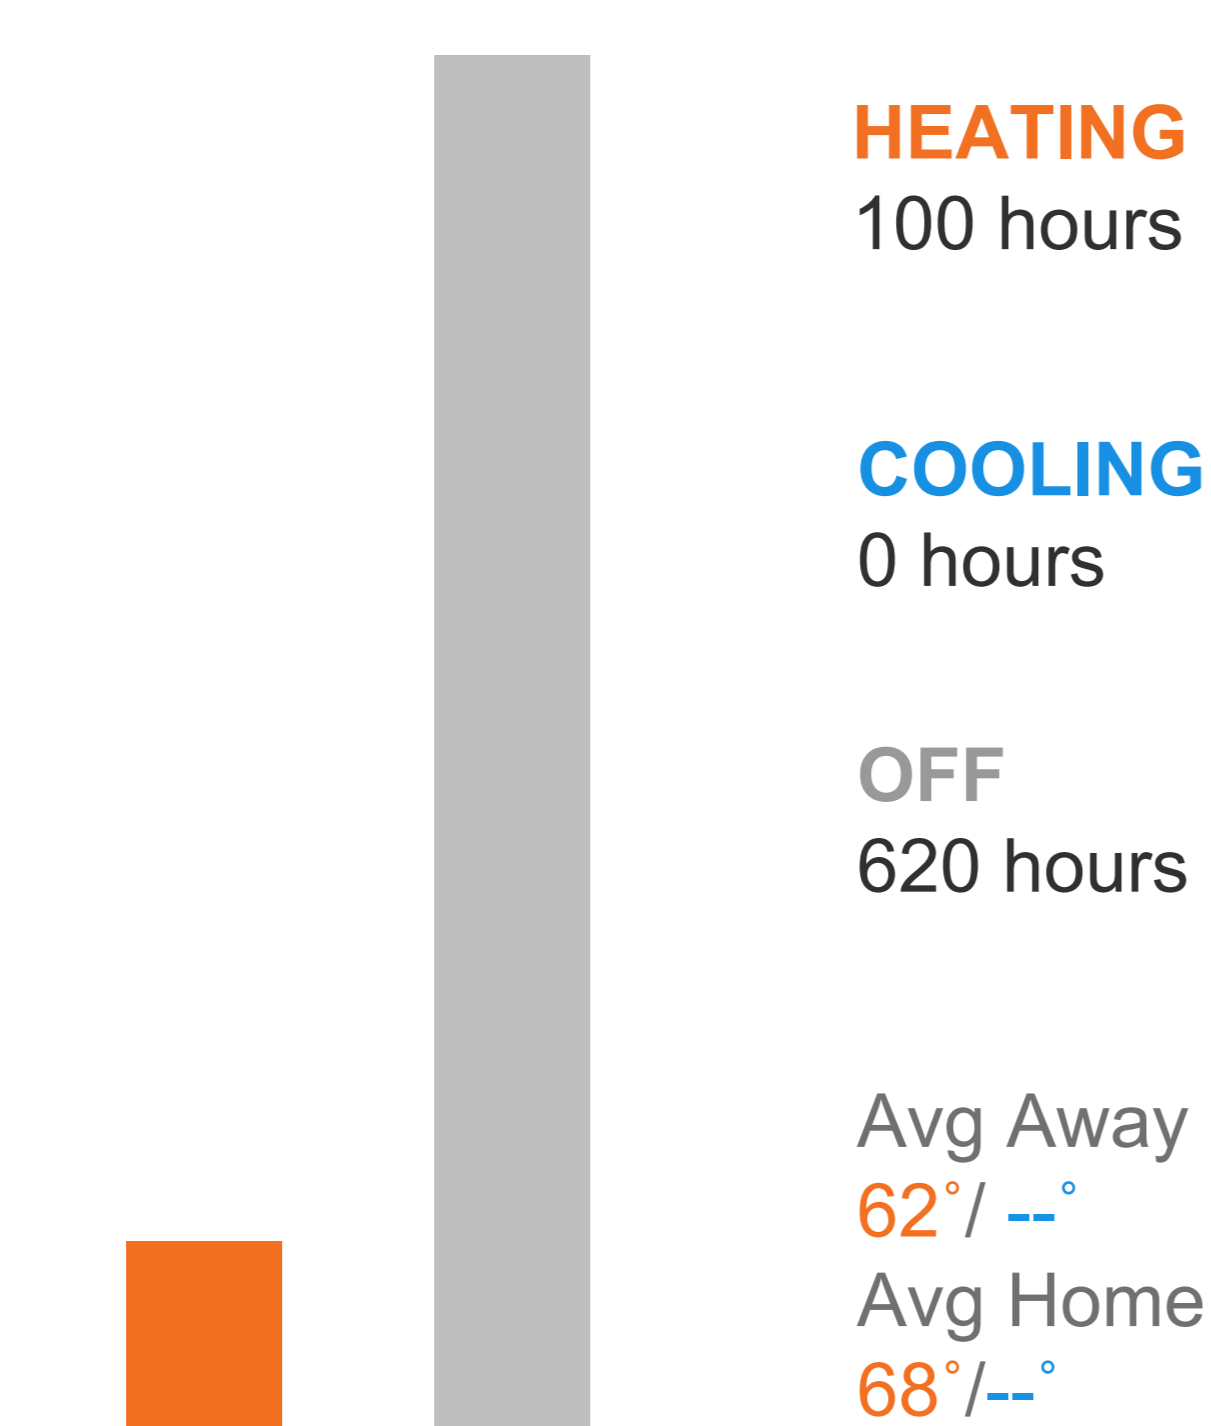 HEATING
100 hours
COOLING
0 hours
OFF
620 hours
Avg Away
62°/ --°
Avg Home
68°/--°